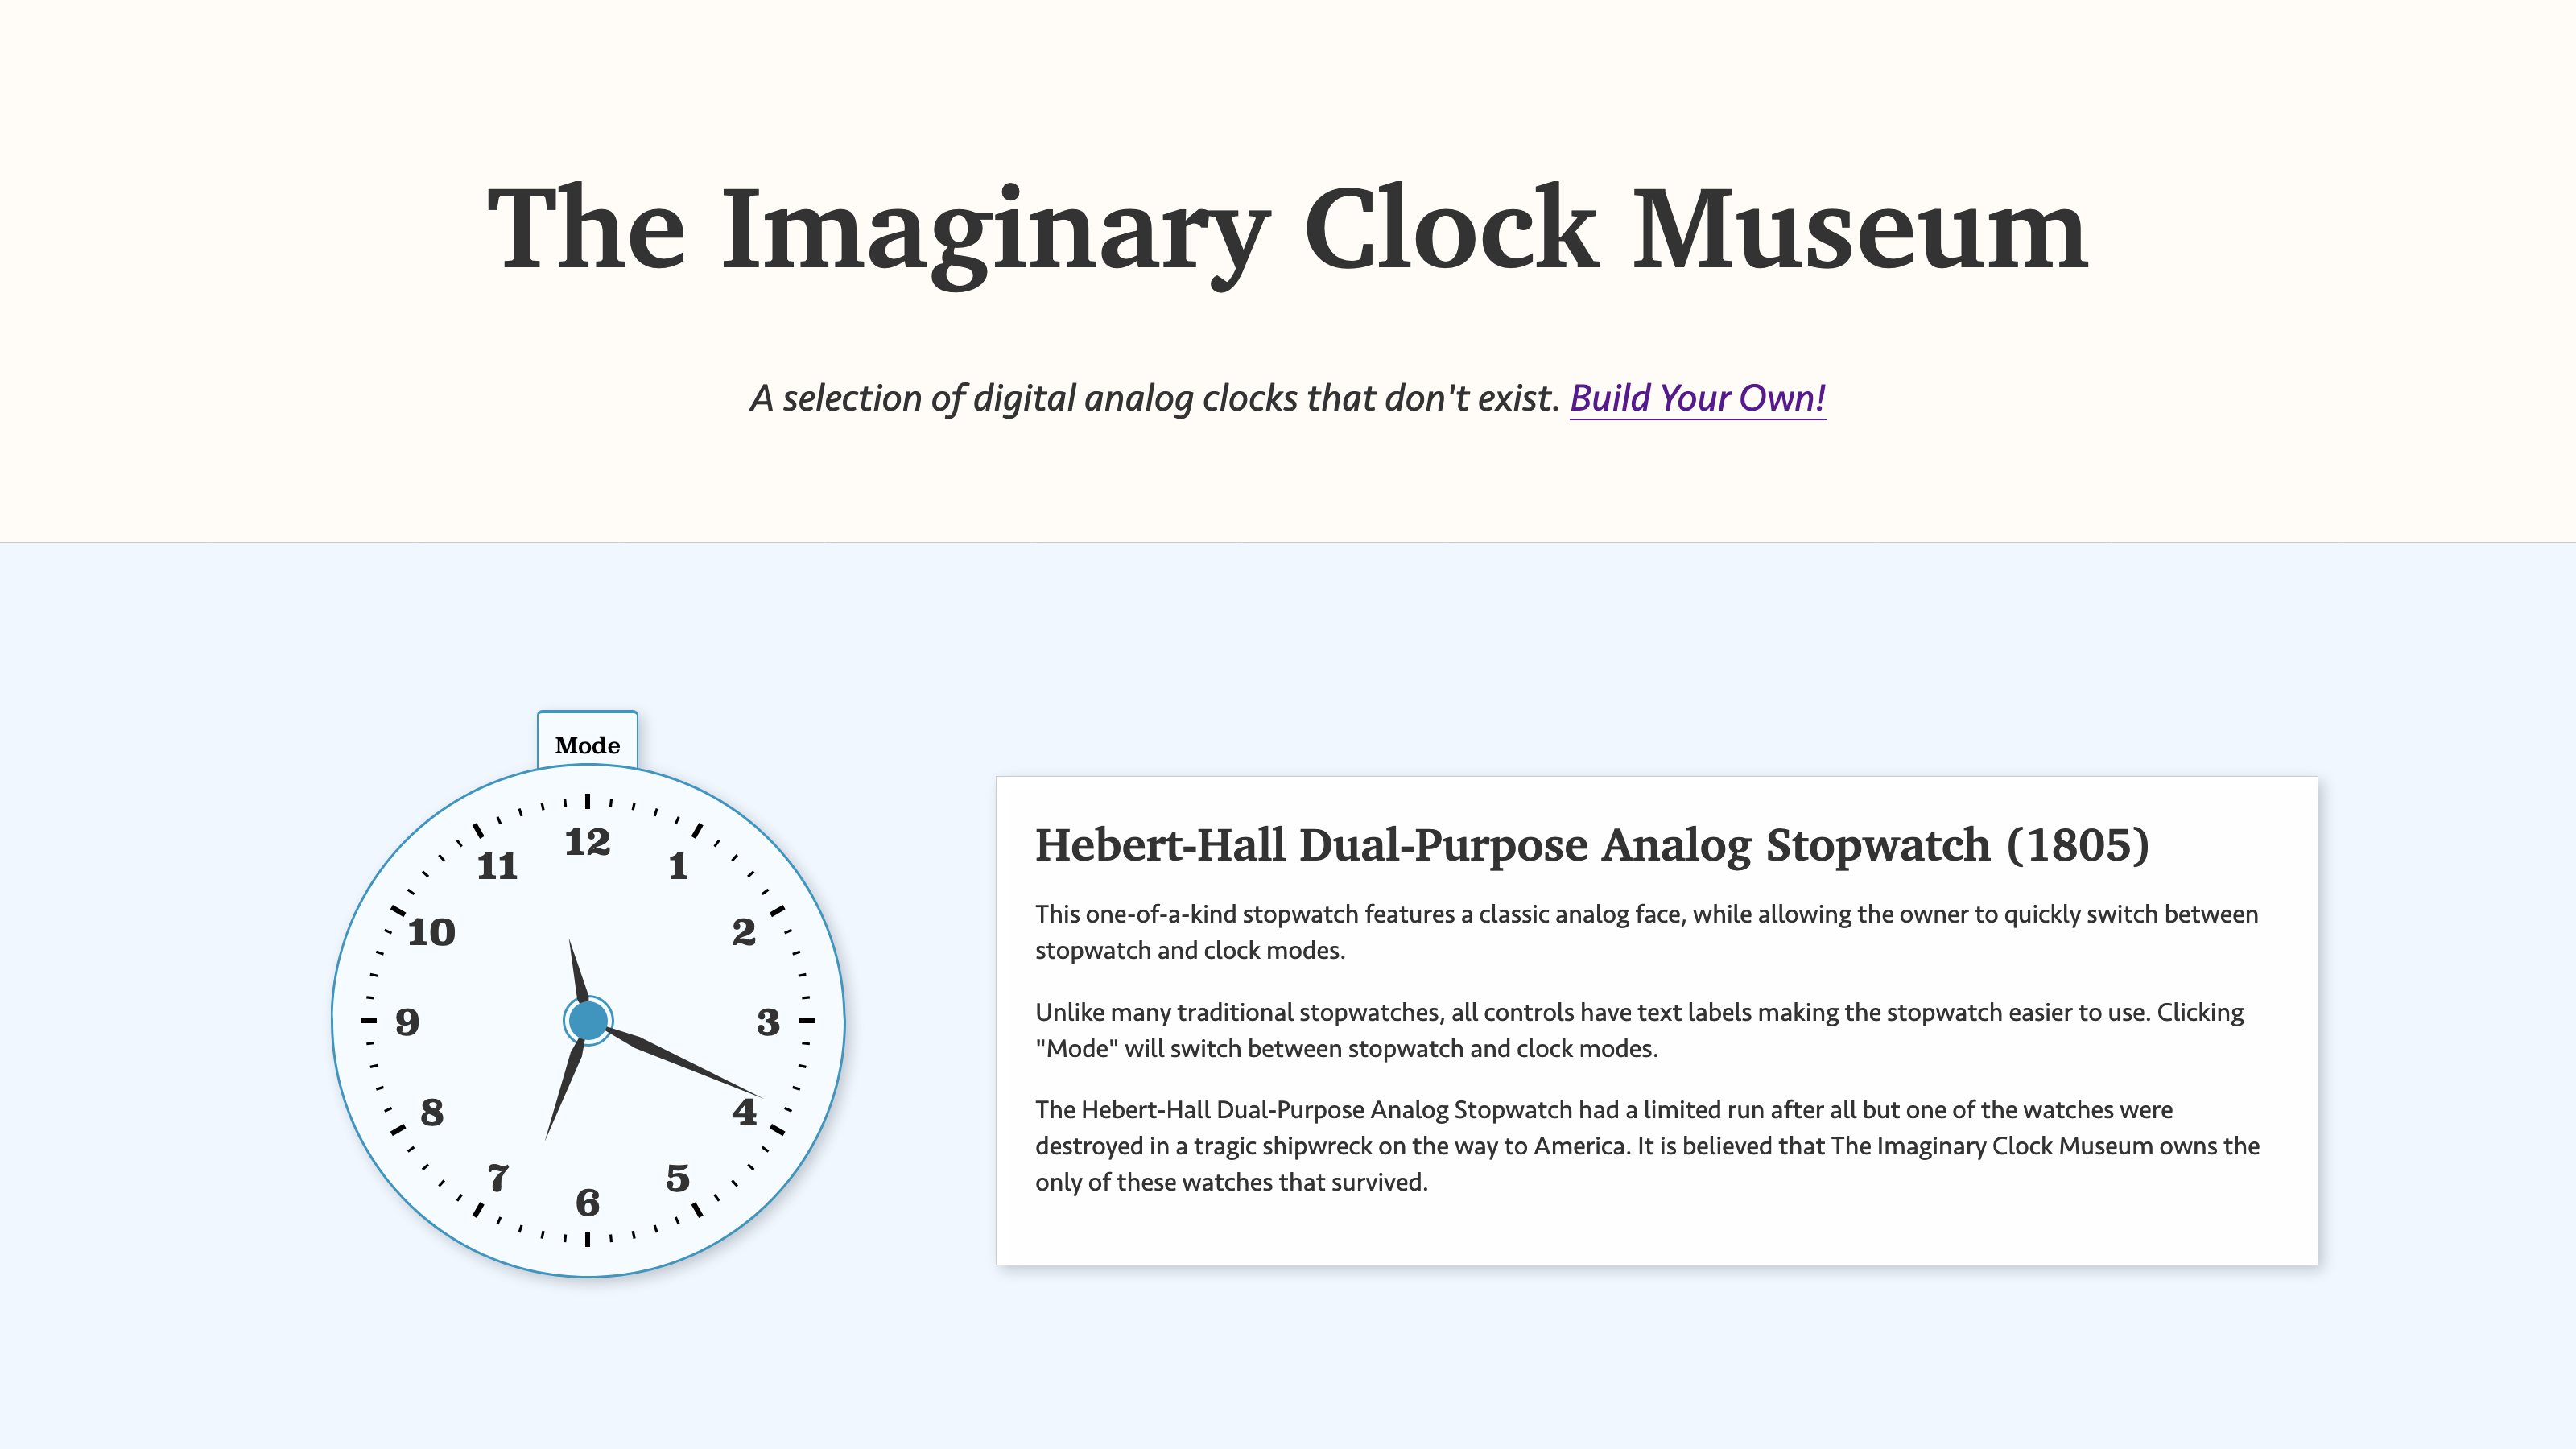 The Imaginary Clock Museum
A selection of digital analog clocks that don't exist. Build Your Own!
Mode
12
11
1
10
2
9
3
8
4
7
5
6
Hebert-Hall Dual-Purpose Analog Stopwatch (1805)
This one-of-a-kind stopwatch features a classic analog face, while allowing the owner to quickly switch between
stopwatch and clock modes.
Unlike many traditional stopwatches, all controls have text labels making the stopwatch easier to use. Clicking
"Mode" will switch between stopwatch and clock modes.
The Hebert-Hall Dual-Purpose Analog Stopwatch had a limited run after all but one of the watches were
destroyed in a tragic shipwreck on the way to America. It is believed that The Imaginary Clock Museum owns the
only of these watches that survived.